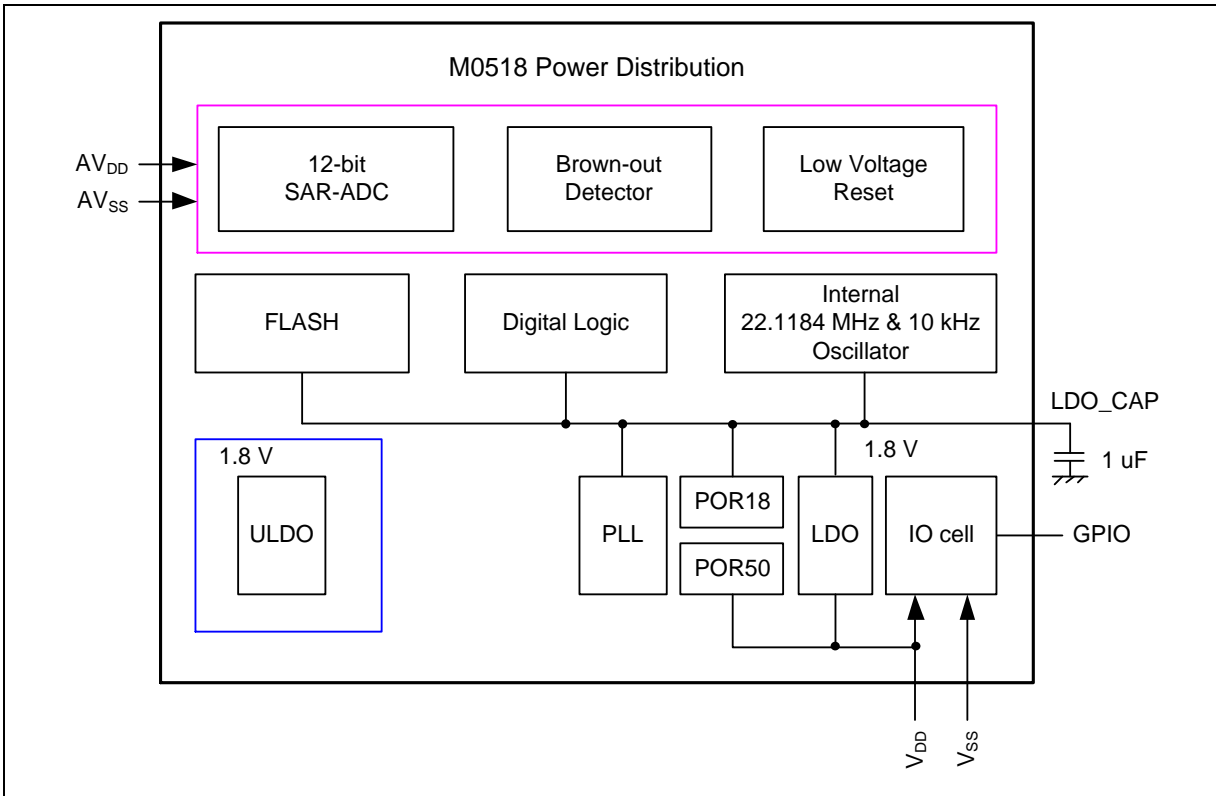 M0518 Power Distribution
AVDD
AVSS
12-bit
SAR-ADC
Brown-out
Detector
Low Voltage
Reset
FLASH
Digital Logic
Internal
22.1184 MHz & 10 kHz
Oscillator
LDO_CAP
1 uF
1.8 V
ULDO
PLL
POR18
POR50
1.8 V
LDO
IO cell
GPIO
VDD
VSS